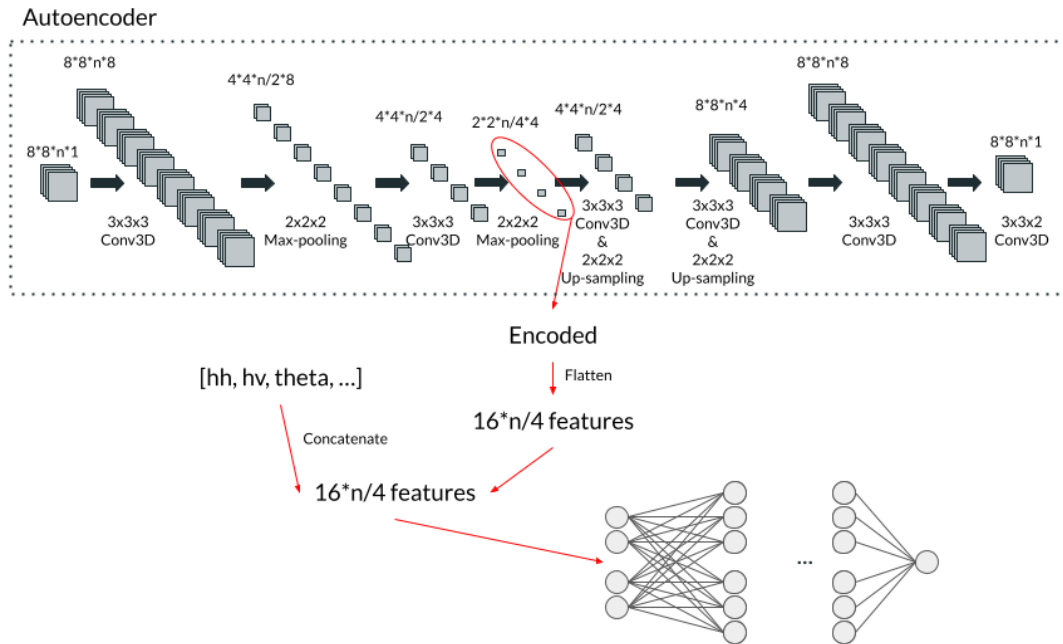 Autoencoder
8*8*n*8
8*8*n*8
4*4*n/2*8
4*4*n/2*4
2*2*n/4*4
4*4*n/2*4
8*8*n*4
8*8*n*1
8*8*n*1
3x3x3
Conv3D
2x2x2
Max-pooling
3x3x3
Conv3D
2x2x2
Max-pooling
3x3x3
Conv3D
&
2x2x2
Up-sampling
3x3x3
Conv3D
&
2x2x2
Up-sampling
3x3x3
Conv3D
3x3x2
Conv3D
Encoded
Flatten
[hh, hv, theta, ...]
16*n/4 features
Concatenate
16*n/4 features
...